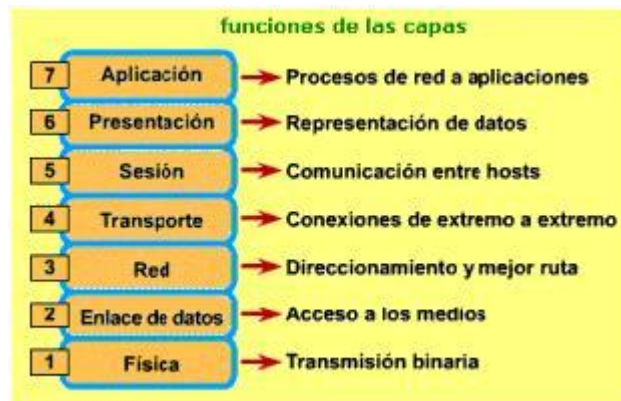 funciones de las capas
7 Aplicación Procesos de red a aplicaciones
6 Presentación Representación de datos
5 Sesión Comunicación entre hosts
4 Transporte Conexiones de extremo a extremo
3 Red Direccionamiento y mejor ruta
2 Enlace de datos Acceso a los medios
1 Física Transmisión binaria